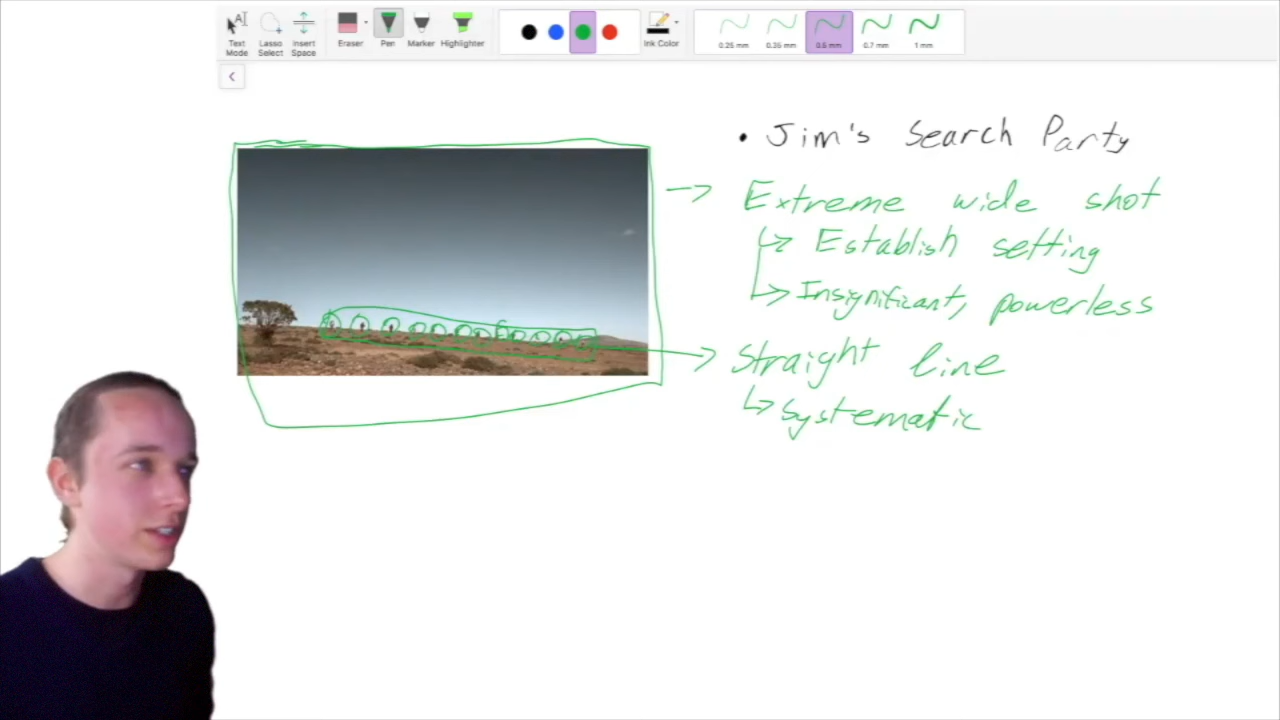 Text Mode
Lasso Select
Insert Space
Eraser
Pen
Marker
Highlighter
Ink Color
0.25 mm
0.35 mm
0.5 mm
0.7 mm
1 mm
• Jim's Search Party
Extreme wide shot
Establish setting
Insignificant, powerless
Straight line
Systematic